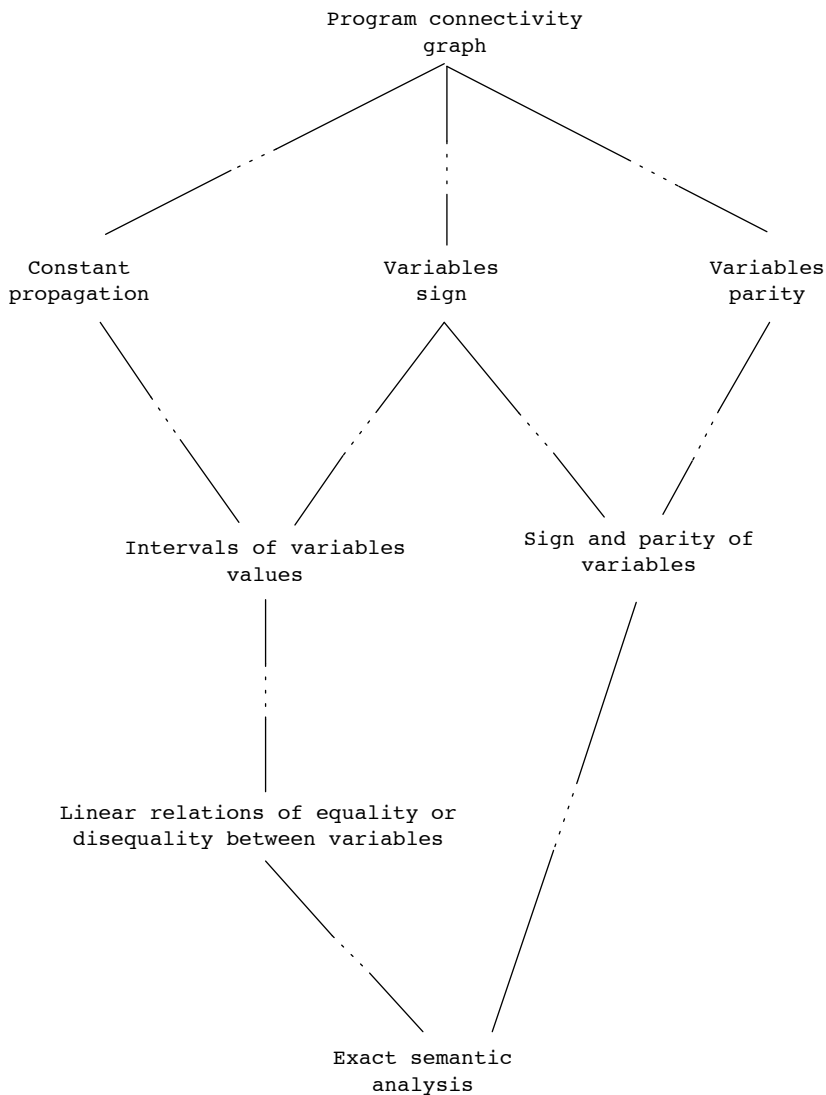 Program connectivity
graph
Constant
propagation
Variables
sign
Variables
parity
Intervals of variables
values
Sign and parity of
variables
Linear relations of equality or
disequality between variables
Exact semantic
analysis